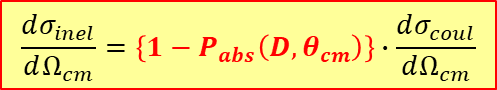 dσ_inel/dΩ_cm = {1 − P_abs(D, θ_cm)} · dσ_coul/dΩ_cm